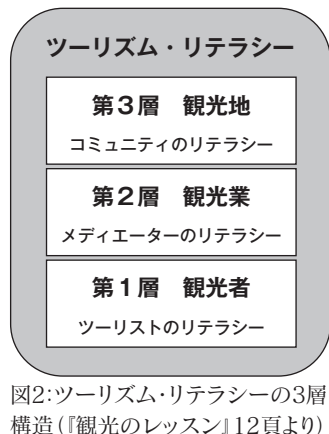 ツーリズム・リテラシー
第3層　観光地
コミュニティのリテラシー
第2層　観光業
メディエーターのリテラシー
第1層　観光者
ツーリストのリテラシー
図2:ツーリズム・リテラシーの3層
構造(『観光のレッスン』12頁より)